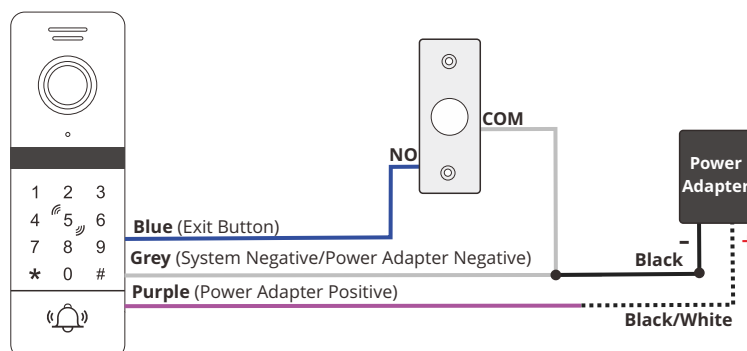 COM
NO
Power
Adapter
1 2 3
4 5 6
7 8 9
* 0 #
Blue (Exit Button)
Grey (System Negative/Power Adapter Negative)
Purple (Power Adapter Positive)
- -
Black
Black/White